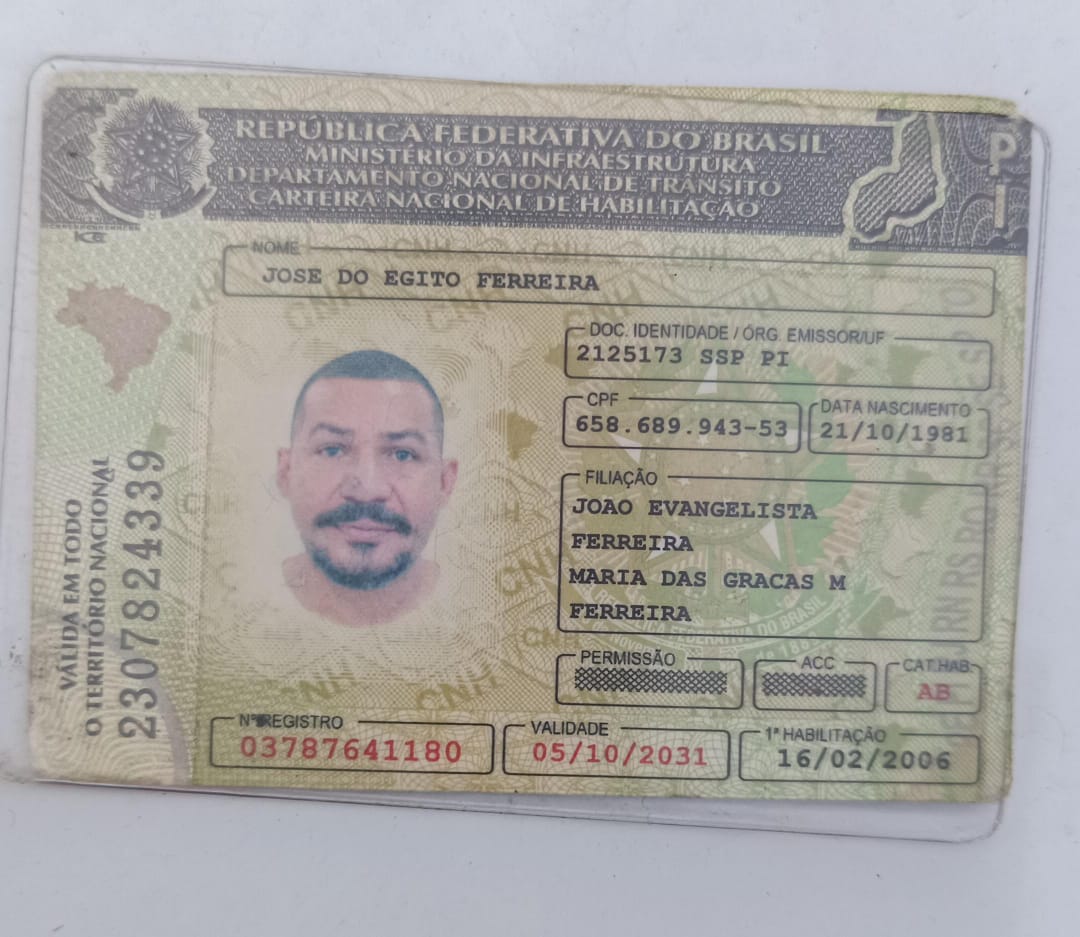 REPÚBLICA FEDERATIVA DO BRASIL
MINISTÉRIO DA INFRAESTRUTURA
DEPARTAMENTO NACIONAL DE TRÂNSITO
CARTEIRA NACIONAL DE HABILITAÇÃO
PI
NOME
JOSE DO EGITO FERREIRA
DOC. IDENTIDADE / ÓRG. EMISSOR/UF
2125173 SSP PI
CPF
658.689.943-53
DATA NASCIMENTO
21/10/1981
FILIAÇÃO
JOAO EVANGELISTA
FERREIRA
MARIA DAS GRACAS M
FERREIRA
PERMISSÃO
ACC
CAT.HAB
AB
Nº REGISTRO
03787641180
VALIDADE
05/10/2031
1ª HABILITAÇÃO
16/02/2006
VÁLIDA EM TODO
O TERRITÓRIO NACIONAL
2307824339